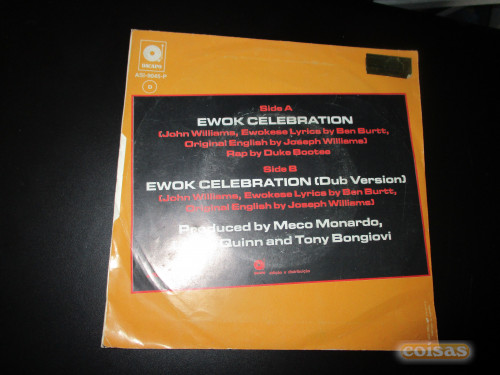 Side A
EWOK CELEBRATION
(John Williams, Ewokese Lyrics by Ben Burtt,
Original English by Joseph Williams)
Rap by Duke Bootee
Side B
EWOK CELEBRATION (Dub Version)
(John Williams, Ewokese Lyrics by Ben Burtt,
Original English by Joseph Williams)
Produced by Meco Monardo,
Quinn and Tony Bongiovi
edição e distribuição
coisas